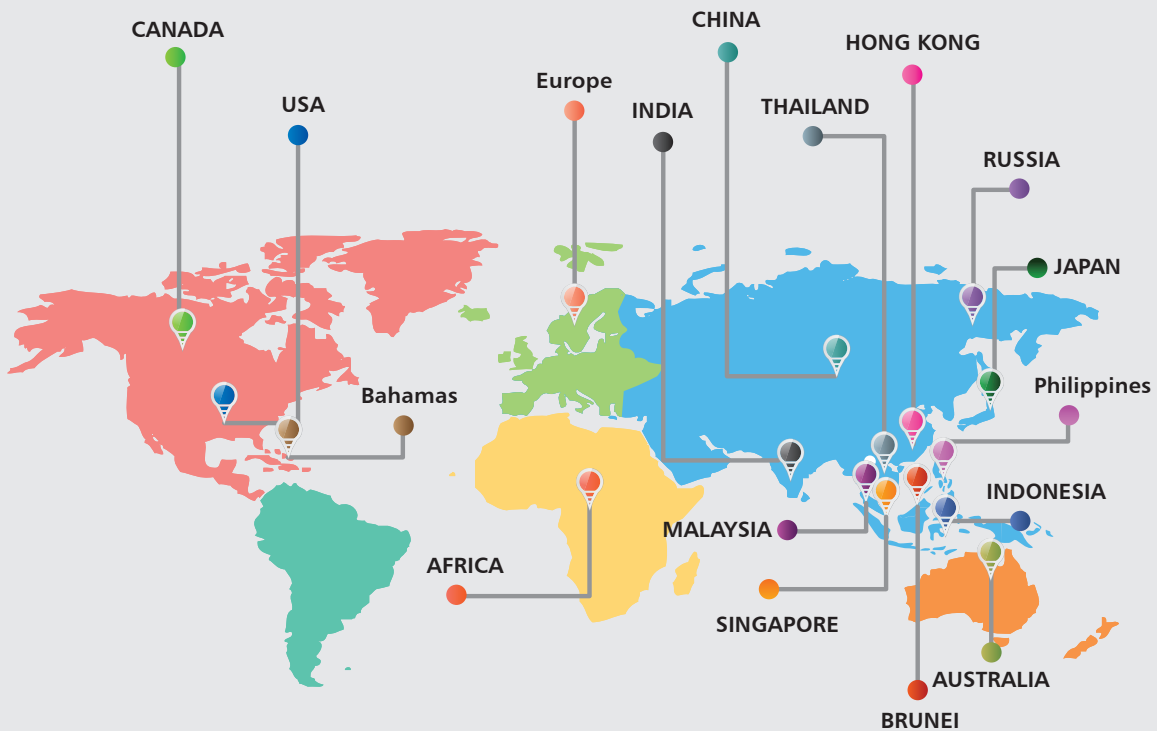 CHINA
CANADA
HONG KONG
Europe
USA
THAILAND
INDIA
RUSSIA
JAPAN
Philippines
Bahamas
INDONESIA
MALAYSIA
AFRICA
SINGAPORE
AUSTRALIA
BRUNEI